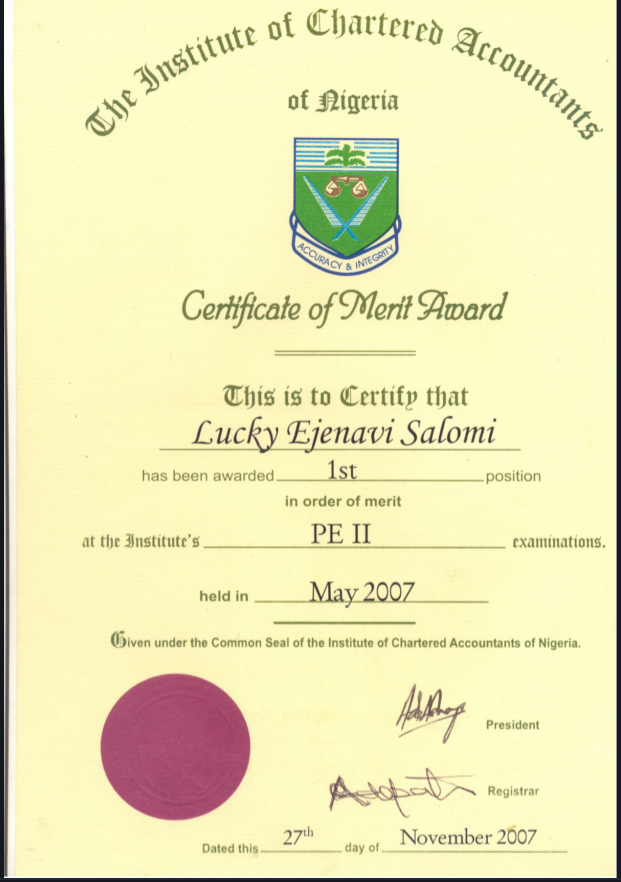 The Institute of Chartered Accountants
of Nigeria
ACCURACY & INTEGRITY
Certificate of Merit Award
This is to Certify that
Lucky Ejenavi Salomi
has been awarded 1st position
in order of merit
at the Institute's PE II examinations.
held in May 2007
Given under the Common Seal of the Institute of Chartered Accountants of Nigeria.
President
Registrar
Dated this 27th day of November 2007